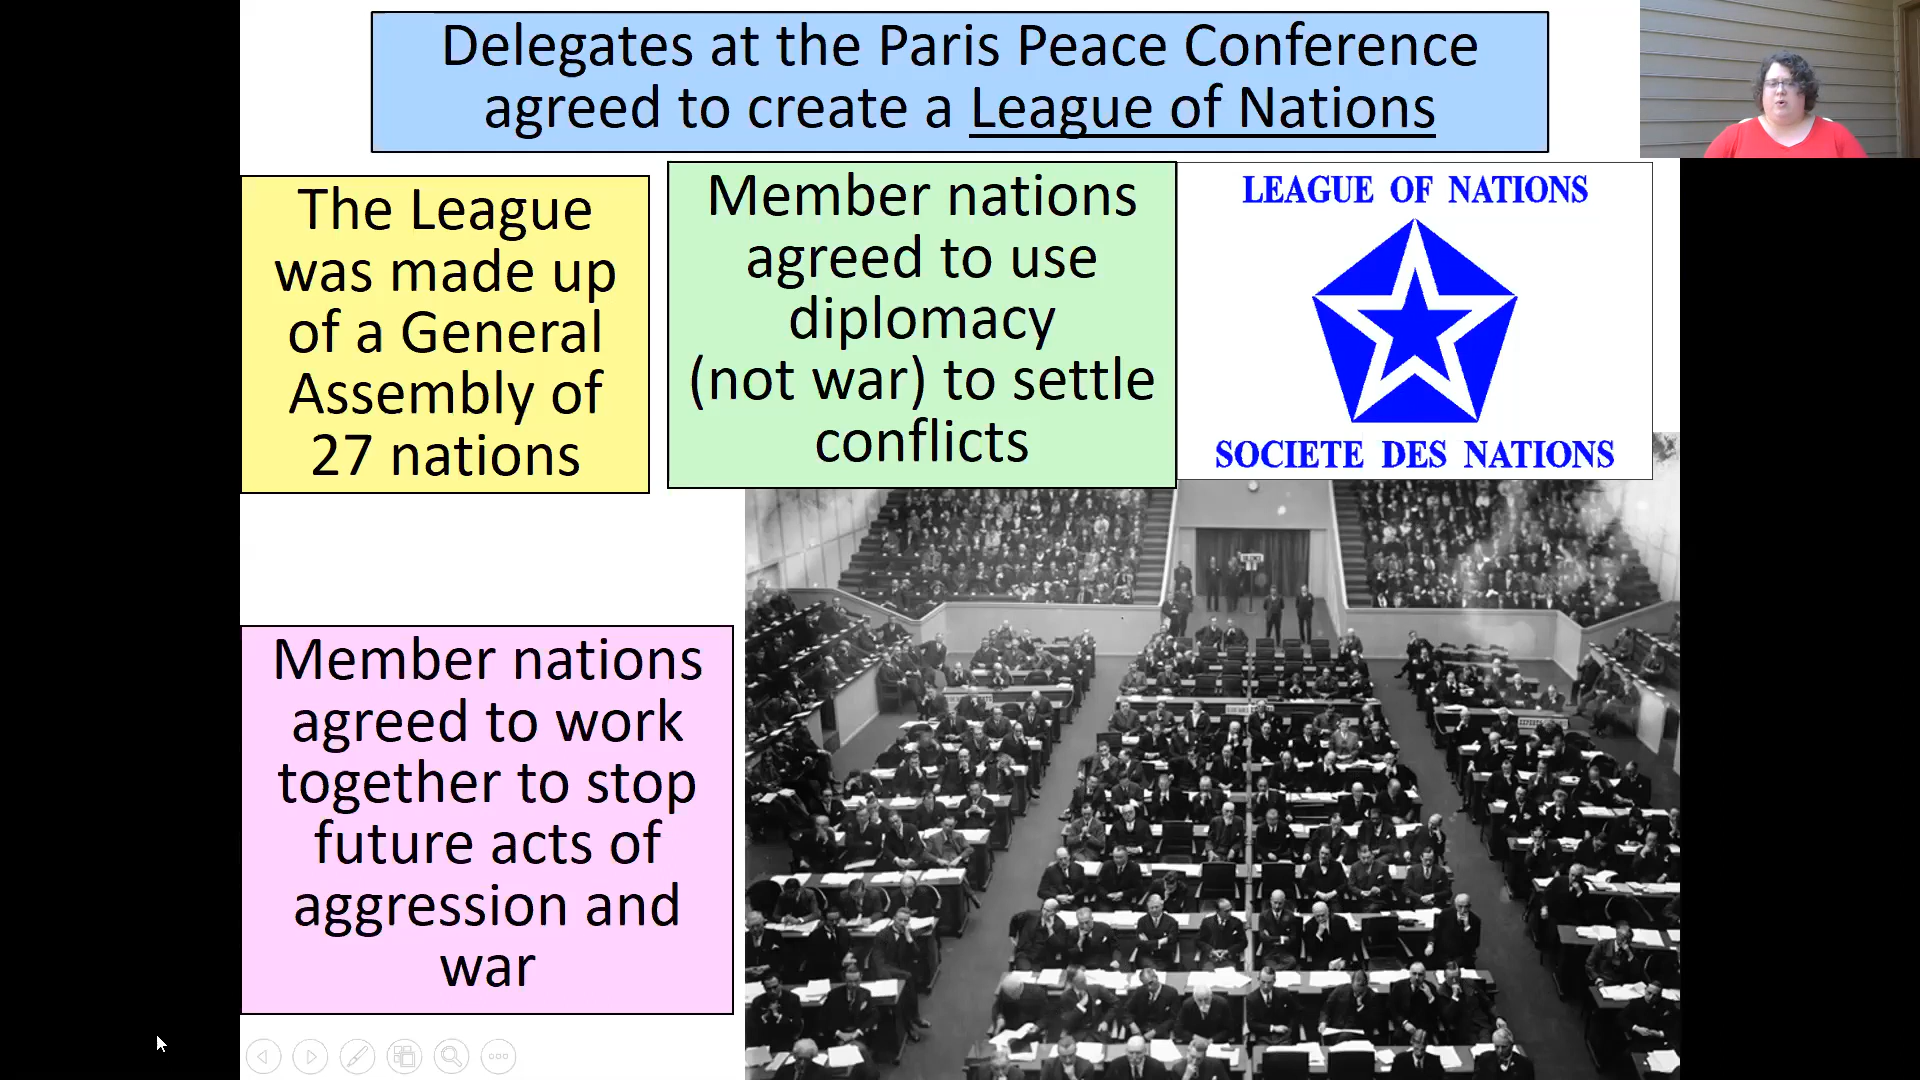 Delegates at the Paris Peace Conference
agreed to create a League of Nations
The League
was made up
of a General
Assembly of
27 nations
Member nations
agreed to use
diplomacy
(not war) to settle
conflicts
LEAGUE OF NATIONS
SOCIETE DES NATIONS
Member nations
agreed to work
together to stop
future acts of
aggression and
war